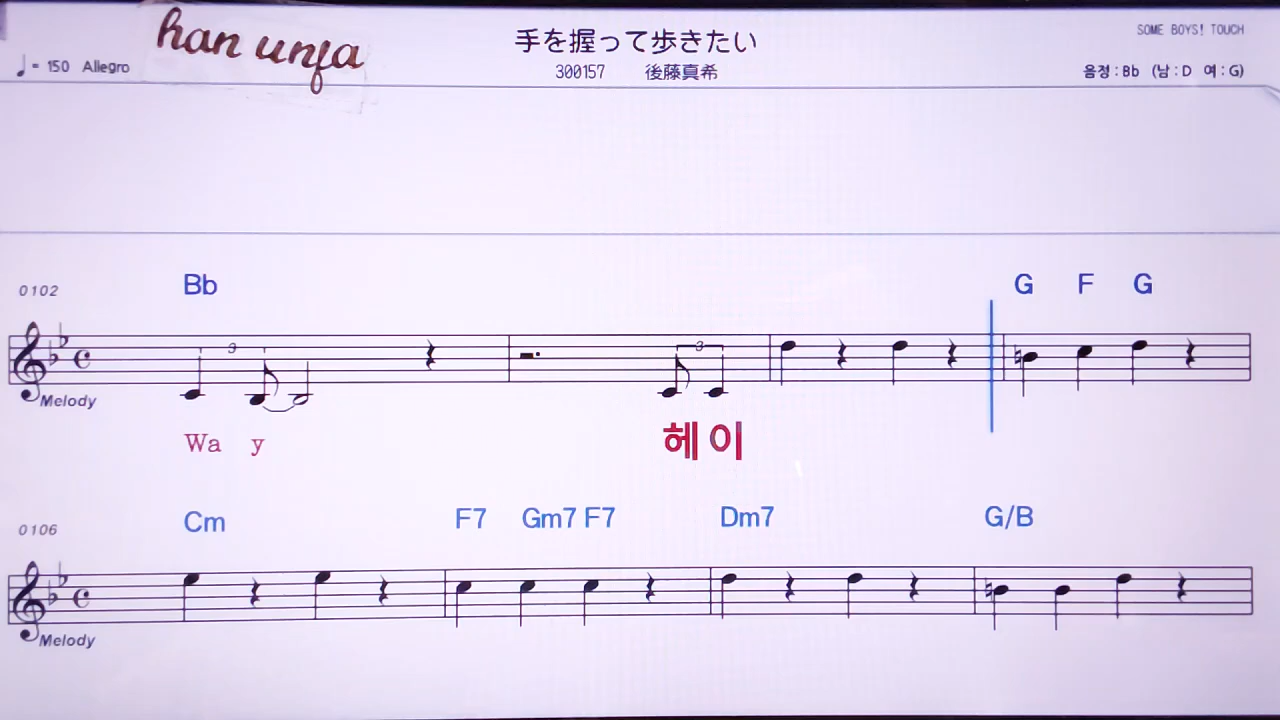 han unfa
手を握って歩きたい
SOME BOYS! TOUCH
♩= 150 Allegro
300157 後藤真希
음정:Bb (남:D 여:G)
0102 Bb G F G
3 3
Melody
Wa y 헤 이
0106 Cm F7 Gm7 F7 Dm7 G/B
Melody